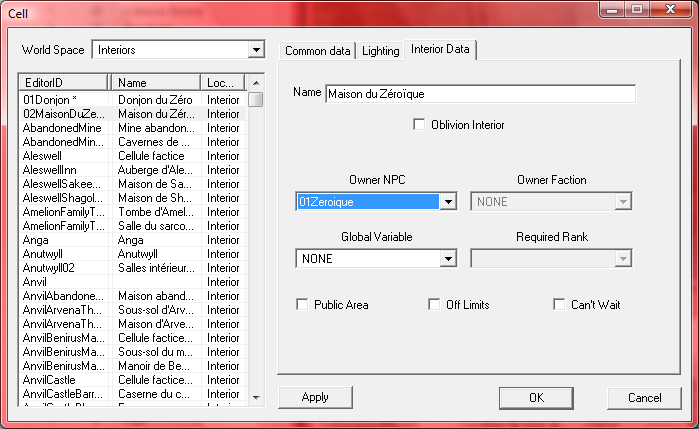 Cell
World Space Interiors
EditorID Name Loc...
01Donjon * Donjon du Zéro Interior
02MaisonDuZe... Maison du Zér... Interior
AbandonedMine Mine abandon... Interior
AbandonedMin... Cavernes de ... Interior
Aleswell Cellule factice Interior
AleswellInn Auberge d'Ale... Interior
AleswellSakee... Maison de Sa... Interior
AleswellShagol... Maison de Sh... Interior
AmelionFamilyT... Tombe d'Amel... Interior
AmelionFamilyT... Salle du sarco... Interior
Anga Anga Interior
Anutwyll Anutwyll Interior
Anutwyll02 Salles intérieur... Interior
Anvil Interior
AnvilAbandone... Maison aband... Interior
AnvilArvenaTh... Sous-sol d'Arv... Interior
AnvilArvenaTh... Maison d'Arve... Interior
AnvilBenirusMa... Cellule factice... Interior
AnvilBenirusMa... Sous-sol du m... Interior
AnvilBenirusMa... Manoir de Be... Interior
AnvilCastle Cellule factice... Interior
AnvilCastleBarr... Caserne du c... Interior
Common data Lighting Interior Data
Name Maison du Zéroïque
Oblivion Interior
Owner NPC Owner Faction
01Zeroique NONE
Global Variable Required Rank
NONE
Public Area Off Limits Can't Wait
Apply OK Cancel